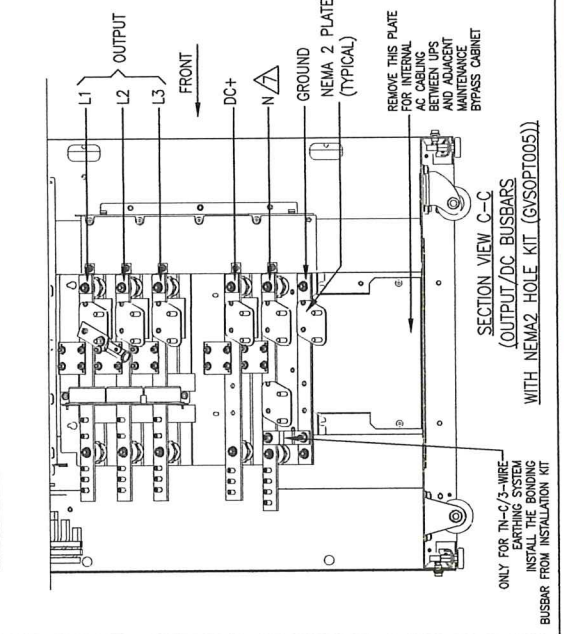 OUTPUT
L1
L2
L3
FRONT
DC+
N 7
GROUND
NEMA 2 PLATE
(TYPICAL)
REMOVE THIS PLATE
FOR INTERNAL
AC CABLING
BETWEEN UPS
AND ADJACENT
MAINTENANCE
BYPASS CABINET
ONLY FOR TN-C/3-WIRE
EARTHING SYSTEM
INSTALL THE BONDING
BUSBAR FROM INSTALLATION KIT
SECTION VIEW C-C
(OUTPUT/DC BUSBARS
WITH NEMA2 HOLE KIT (GVSOPT005))